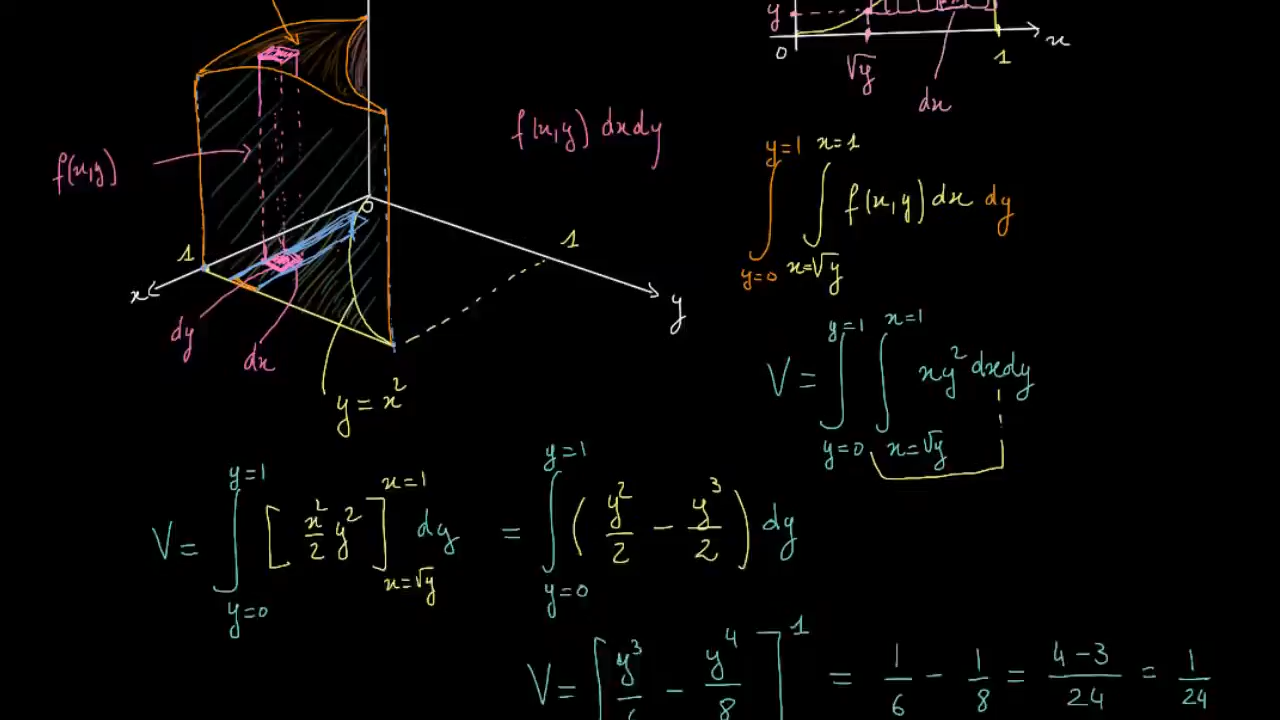 y
0
x
√y
1
dx
f(x,y) dxdy
f(x,y)
0
1
1
x
y
dy
dx
y = x²
∫_{y=0}^{y=1} ∫_{x=√y}^{x=1} f(x,y) dx dy
V = ∫_{y=0}^{y=1} ∫_{x=√y}^{x=1} xy² dxdy
V = ∫_{y=0}^{y=1} [x²/2 y²]_{x=√y}^{x=1} dy = ∫_{y=0}^{y=1} (y²/2 − y³/2) dy
V = [y³/6 − y⁴/8]^1 = 1/6 − 1/8 = (4−3)/24 = 1/24